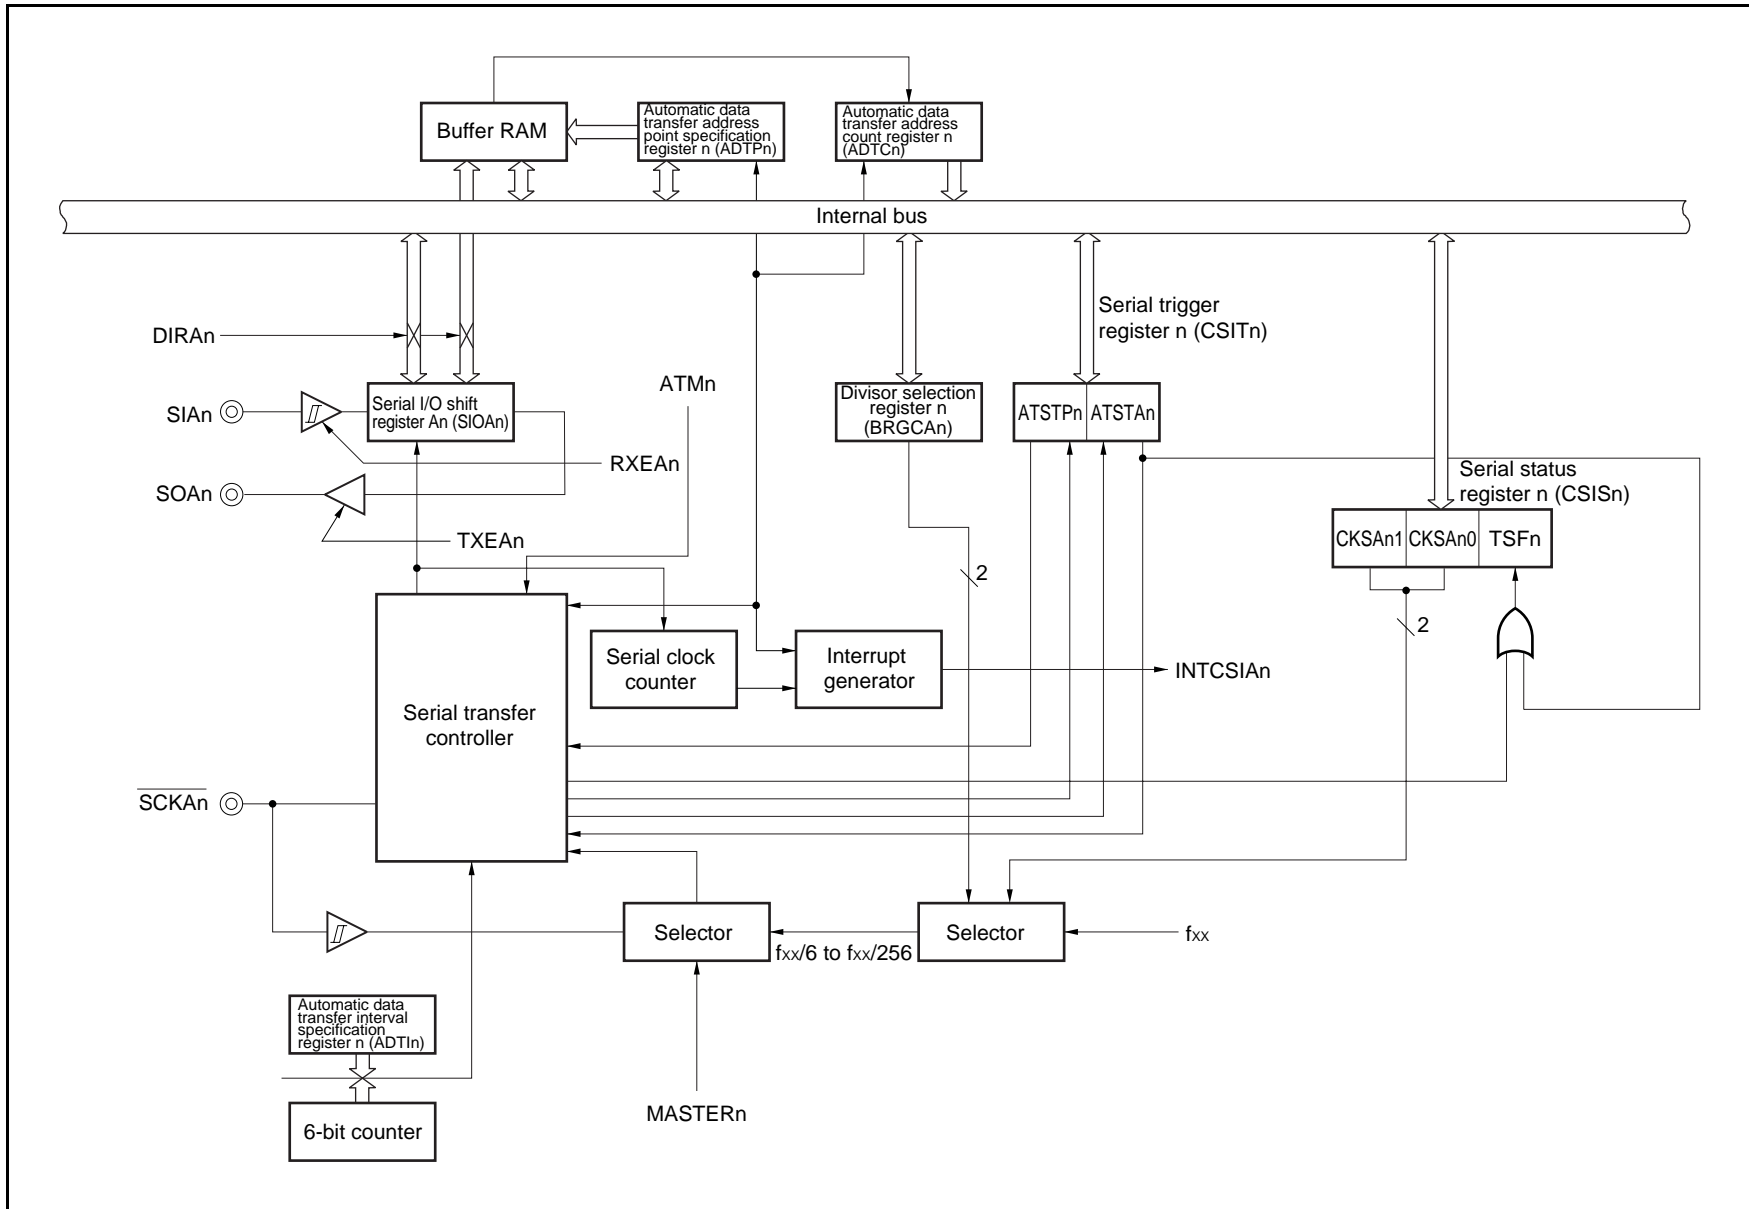 Buffer RAM
Automatic data
transfer address
point specification
register n (ADTPn)
Automatic data
transfer address
count register n
(ADTCn)
Internal bus
DIRAn
Serial trigger
register n (CSITn)
ATMn
SIAn
Serial I/O shift
register An (SIOAn)
Divisor selection
register n
(BRGCAn)
ATSTPn
ATSTAn
RXEAn
SOAn
Serial status
register n (CSISn)
TXEAn
CKSAn1
CKSAn0
TSFn
2
2
Serial clock
counter
Interrupt
generator
INTCSIAn
Serial transfer
controller
SCKAn
Selector
fxx/6 to fxx/256
Selector
fxx
Automatic data
transfer interval
specification
register n (ADTIn)
MASTERn
6-bit counter